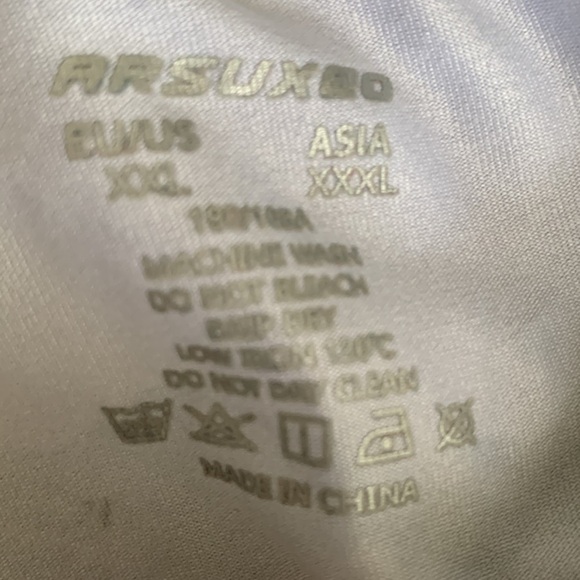 ARSUXEO
EU/US ASIA
XXL XXXL
MACHINE WASH
DO NOT BLEACH
DRIP DRY
LOW IRON 120°C
DO NOT DRY CLEAN
MADE IN CHINA